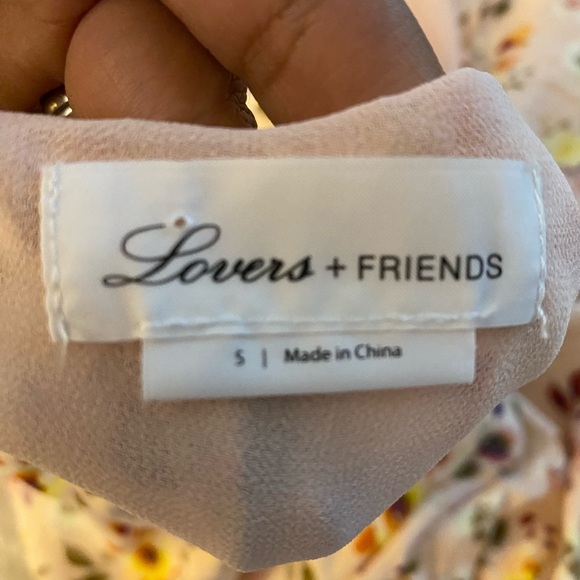 Lovers + FRIENDS
S | Made in China